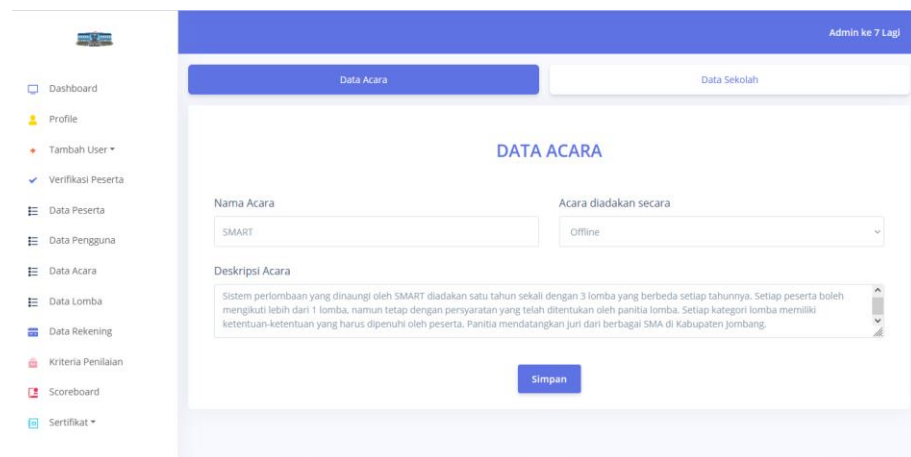 Admin ke 7 Lagi
Dashboard
Profile
Tambah User
Verifikasi Peserta
Data Peserta
Data Pengguna
Data Acara
Data Lomba
Data Rekening
Kriteria Penilaian
Scoreboard
Sertifikat
Data Acara
Data Sekolah
DATA ACARA
Nama Acara
SMART
Acara diadakan secara
Offline
Deskripsi Acara
Sistem perlombaan yang dinaungi oleh SMART diadakan satu tahun sekali dengan 3 lomba yang berbeda setiap tahunnya. Setiap peserta boleh
mengikuti lebih dari 1 lomba, namun tetap dengan persyaratan yang telah ditentukan oleh panitia lomba. Setiap kategori lomba memiliki
ketentuan-ketentuan yang harus dipenuhi oleh peserta. Panitia mendatangkan juri dari berbagai SMA di Kabupaten Jombang.
Simpan